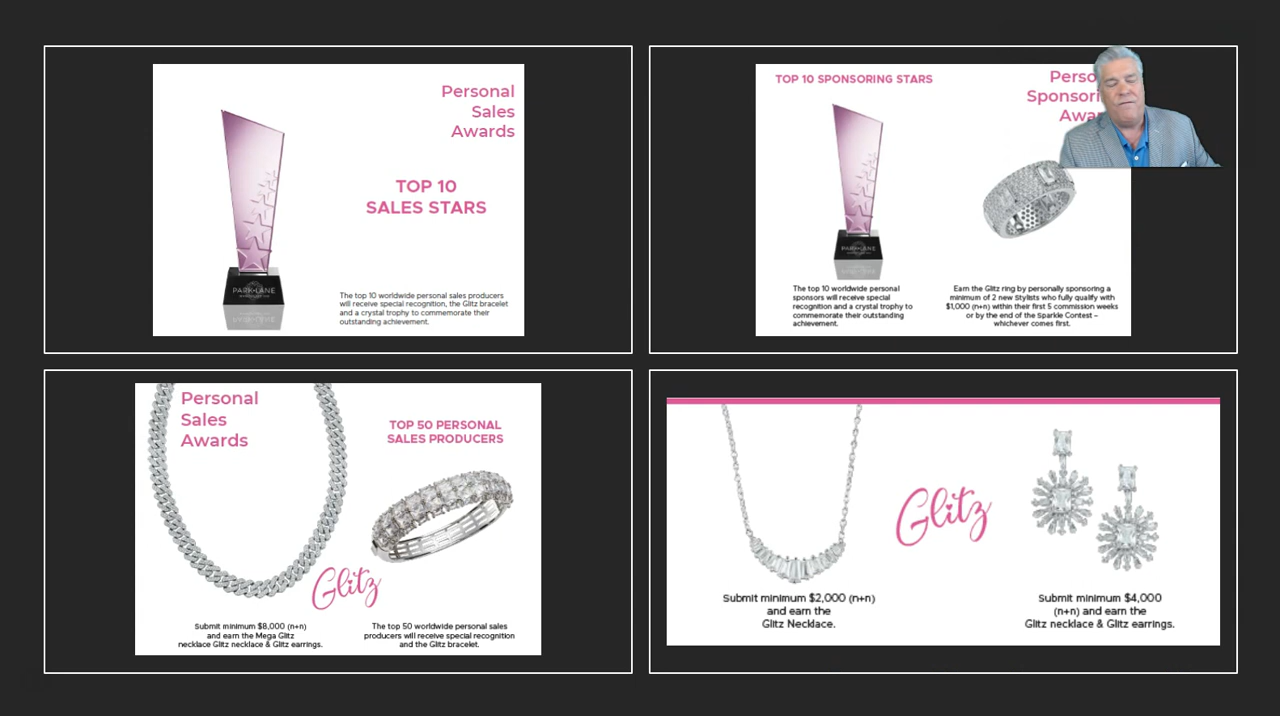 Personal
Sales
Awards
TOP 10
SALES STARS
PARK LANE
The top 10 worldwide personal sales producers
will receive special recognition, the Glitz bracelet
and a crystal trophy to commemorate their
outstanding achievement.
TOP 10 SPONSORING STARS
PARK LANE
The top 10 worldwide personal
sponsors will receive special
recognition and a crystal trophy to
commemorate their outstanding
achievement.
Earn the Glitz ring by personally sponsoring a
minimum of 2 new Stylists who fully qualify with
$1,000 (n+n) within their first 5 commission weeks
or by the end of the Sparkle Contest –
whichever comes first.
Personal
Sales
Awards
TOP 50 PERSONAL
SALES PRODUCERS
Glitz
Submit minimum $8,000 (n+n)
and earn the Mega Glitz
necklace Glitz necklace & Glitz earrings.
The top 50 worldwide personal sales
producers will receive special recognition
and the Glitz bracelet.
Glitz
Submit minimum $2,000 (n+n)
and earn the
Glitz Necklace.
Submit minimum $4,000
(n+n) and earn the
Glitz necklace & Glitz earrings.